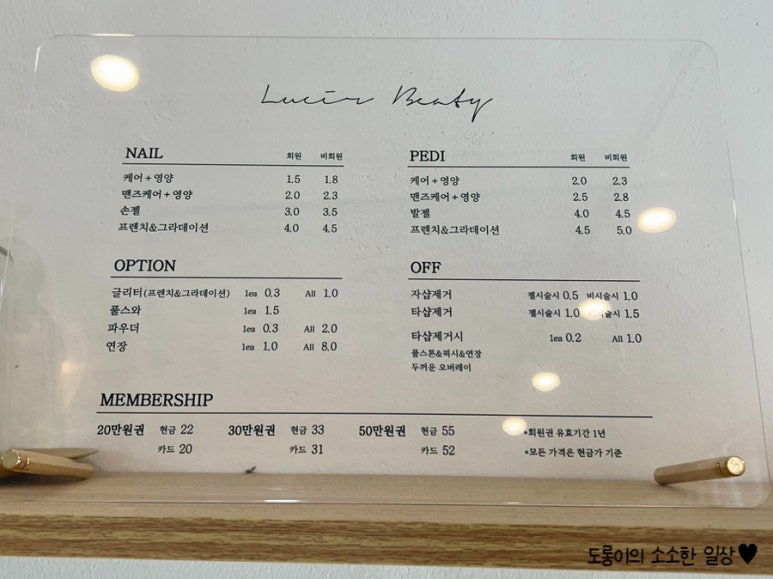 Lucir Beaty
NAIL 회원 비회원
케어+영양 1.5 1.8
맨즈케어+영양 2.0 2.3
손젤 3.0 3.5
프렌치&그라데이션 4.0 4.5
PEDI 회원 비회원
케어+영양 2.0 2.3
맨즈케어+영양 2.5 2.8
발젤 4.0 4.5
프렌치&그라데이션 4.5 5.0
OPTION
글리터(프렌치&그라데이션) 1ea 0.3 All 1.0
풀스와 1ea 1.5
파우더 1ea 0.3 All 2.0
연장 1ea 1.0 All 8.0
OFF
자샵제거 젤시술시 0.5 비시술시 1.0
타샵제거 젤시술시 1.0 비시술시 1.5
타샵제거시 1ea 0.2 All 1.0
풀스톤&픽시&연장
두꺼운 오버레이
MEMBERSHIP
20만원권 현금 22 30만원권 현금 33 50만원권 현금 55 *회원권 유효기간 1년
카드 20 카드 31 카드 52 *모든 가격은 현금가 기준
도롱이의 소소한 일상♥